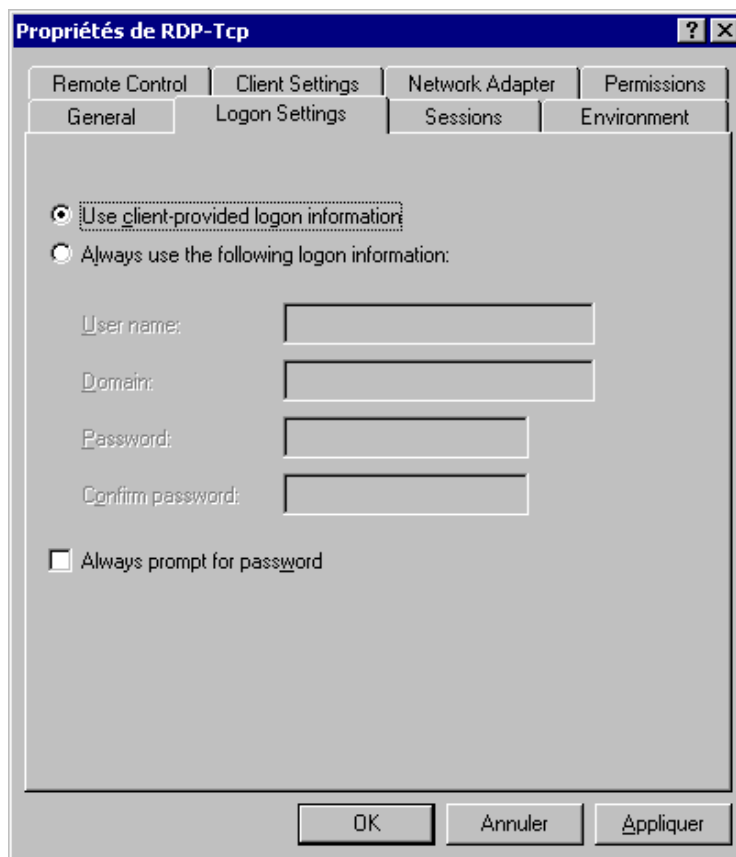 Propriétés de RDP-Tcp
Remote Control Client Settings Network Adapter Permissions
General Logon Settings Sessions Environment
Use client-provided logon information
Always use the following logon information:
User name:
Domain:
Password:
Confirm password:
Always prompt for password
OK Annuler Appliquer